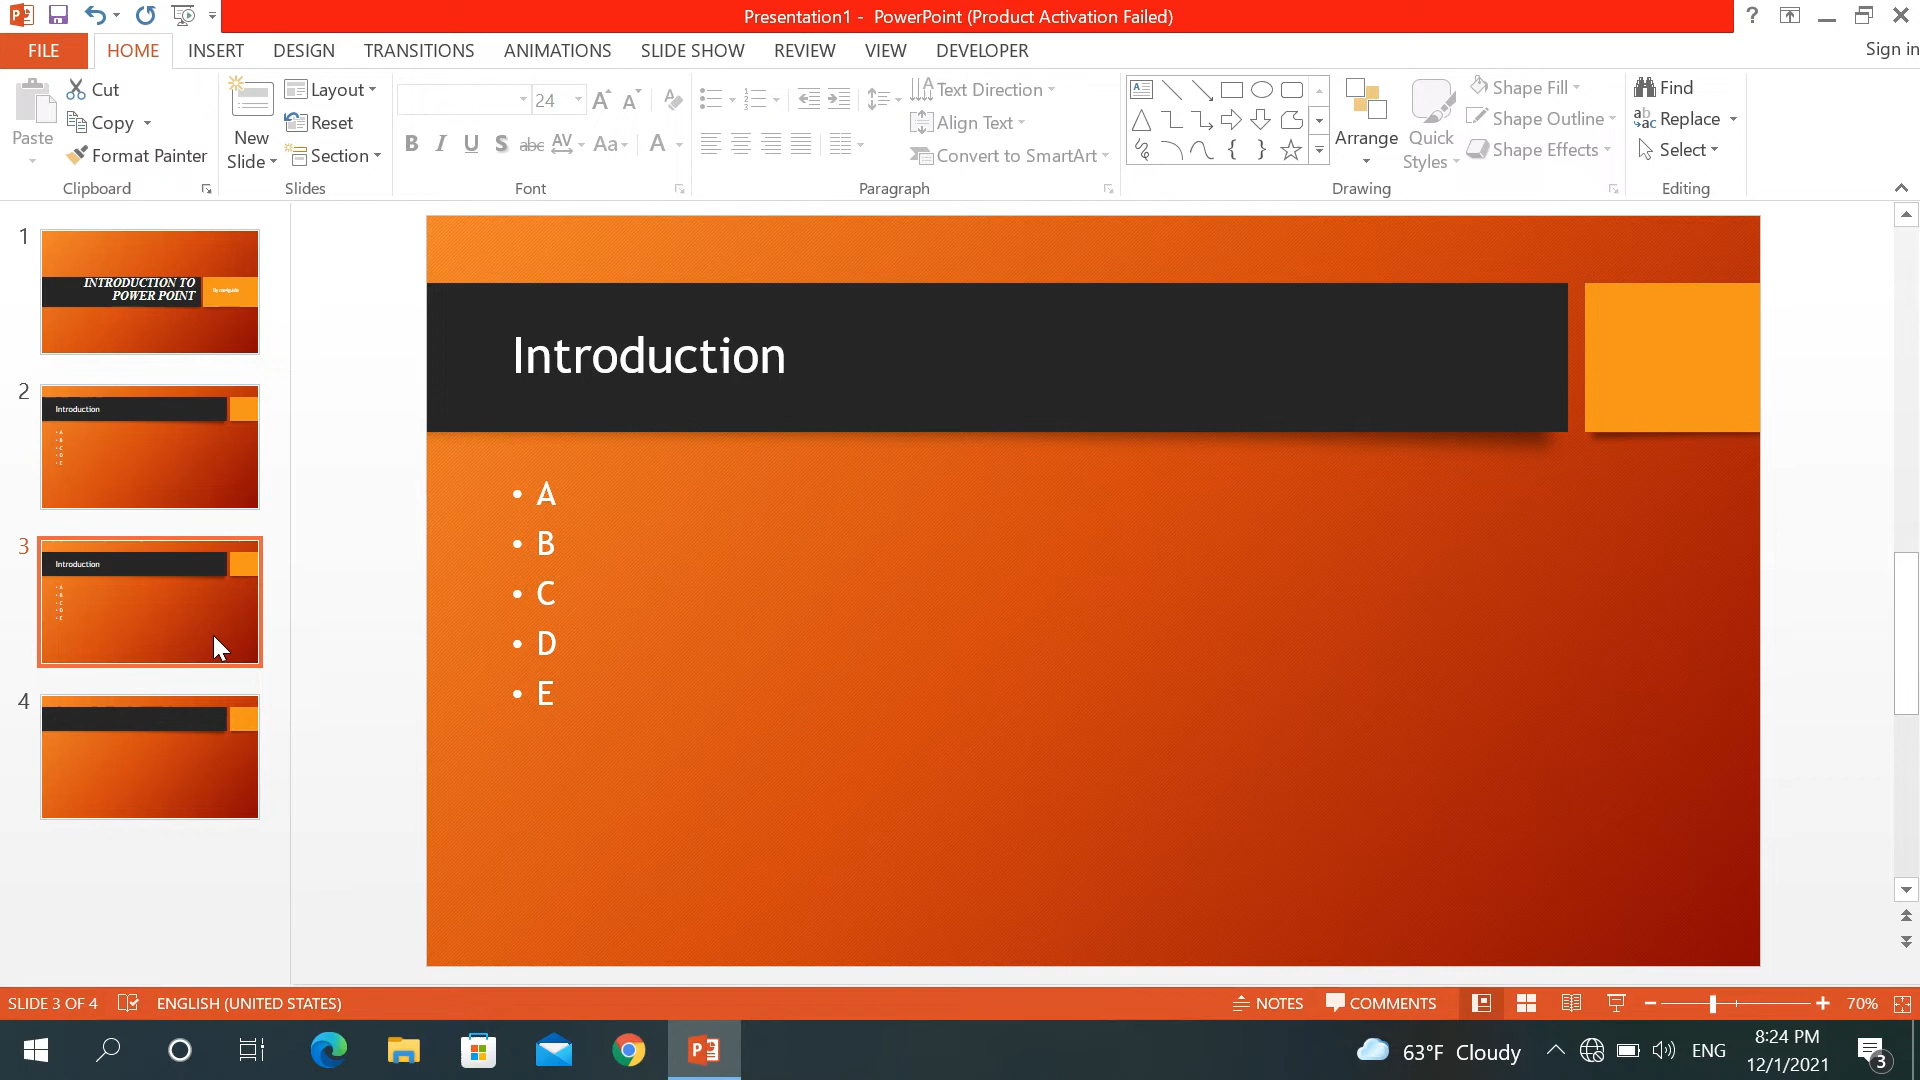 Presentation1 - PowerPoint (Product Activation Failed)
?
FILE HOME INSERT DESIGN TRANSITIONS ANIMATIONS SLIDE SHOW REVIEW VIEW DEVELOPER Sign in
Paste
Cut
Copy
Format Painter
Clipboard
New Slide
Layout
Reset
Section
Slides
24
B I U S abc AV Aa A
Font
Text Direction
Align Text
Convert to SmartArt
Paragraph
Arrange
Quick Styles
Shape Fill
Shape Outline
Shape Effects
Drawing
Find
Replace
Select
Editing
1
INTRODUCTION TO
POWER POINT
2
Introduction
• A
• B
• C
• D
• E
3
Introduction
• A
• B
• C
• D
• E
4
Introduction
• A
• B
• C
• D
• E
SLIDE 3 OF 4 ENGLISH (UNITED STATES) NOTES COMMENTS 70%
63°F Cloudy ENG 8:24 PM
12/1/2021
3